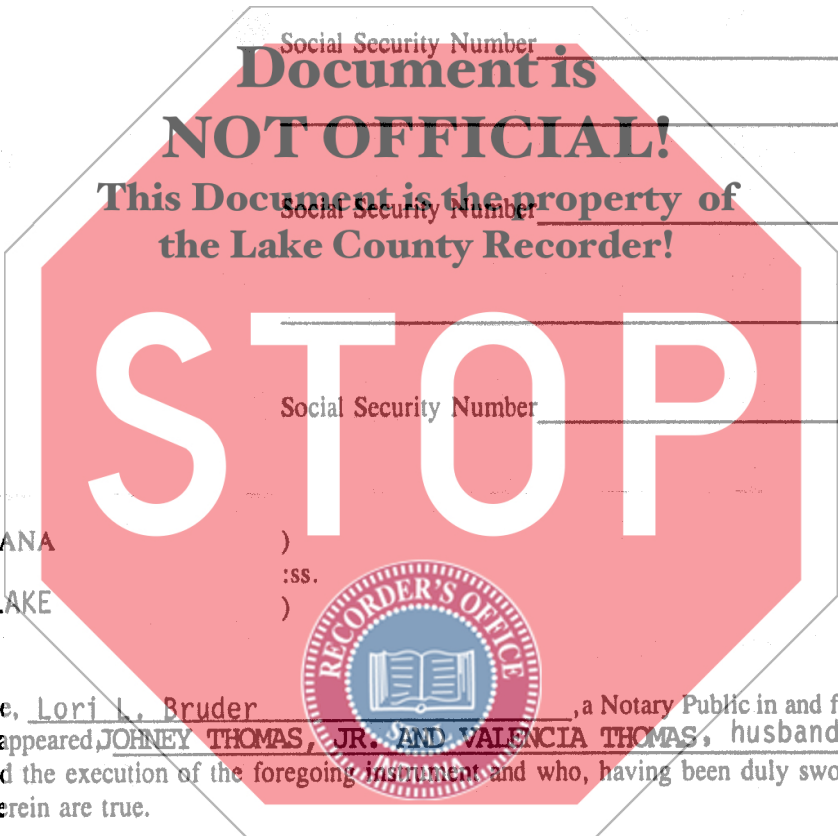 Social Security Number
Document is
NOT OFFICIAL!
This Document is the property of
Social Security Number
the Lake County Recorder!
STOP
Social Security Number
ANA )
:ss.
LAKE )
RECORDER'S OFFICE
SEAL
INDIANA
e, Lori L. Bruder ,a Notary Public in and f
appeared, JOHNEY THOMAS, JR. AND VALENCIA THOMAS, husband
d the execution of the foregoing instrument and who, having been duly swo
erein are true.